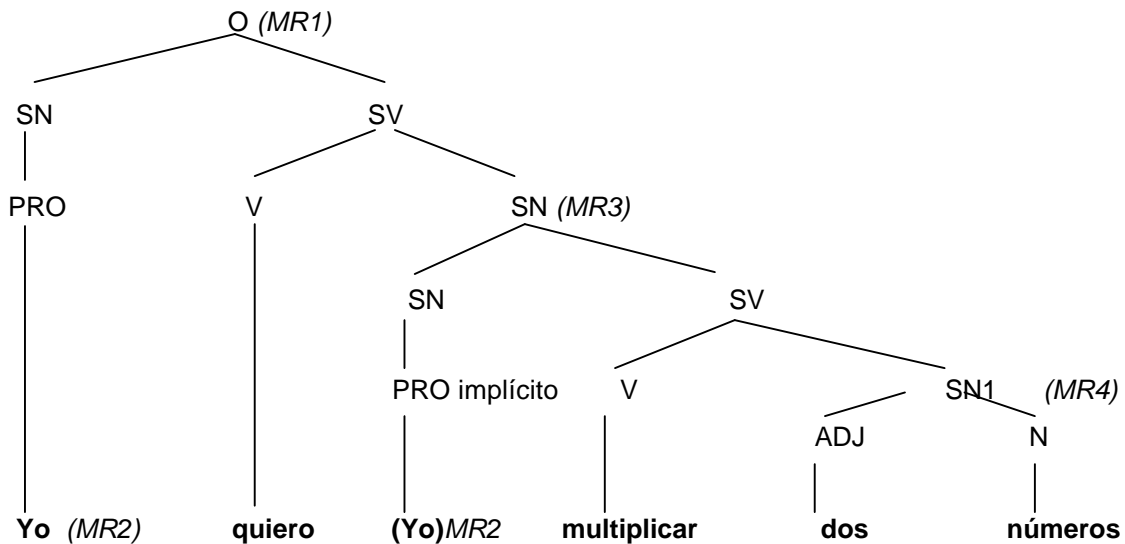 O (MR1)
SN SV
PRO V SN (MR3)
SN SV
PRO implícito V SN1 (MR4)
ADJ N
Yo (MR2) quiero (Yo)MR2 multiplicar dos números